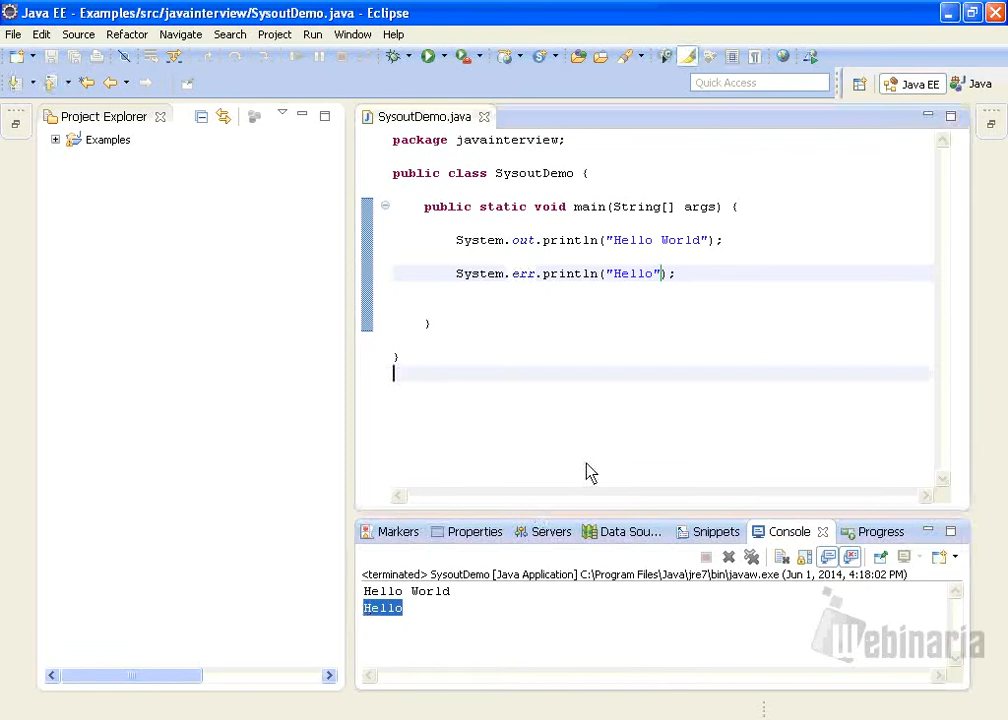 Java EE - Examples/src/javainterview/SysoutDemo.java - Eclipse
File Edit Source Refactor Navigate Search Project Run Window Help
Quick Access
Java EE
Java
Project Explorer
SysoutDemo.java
Examples
package javainterview;
public class SysoutDemo {
public static void main(String[] args) {
System.out.println("Hello World");
System.err.println("Hello");
}
}
Markers Properties Servers Data Sou... Snippets Console Progress
<terminated> SysoutDemo [Java Application] C:\Program Files\Java\jre7\bin\javaw.exe (Jun 1, 2014, 4:18:02 PM)
Hello World
Hello
Webinaria